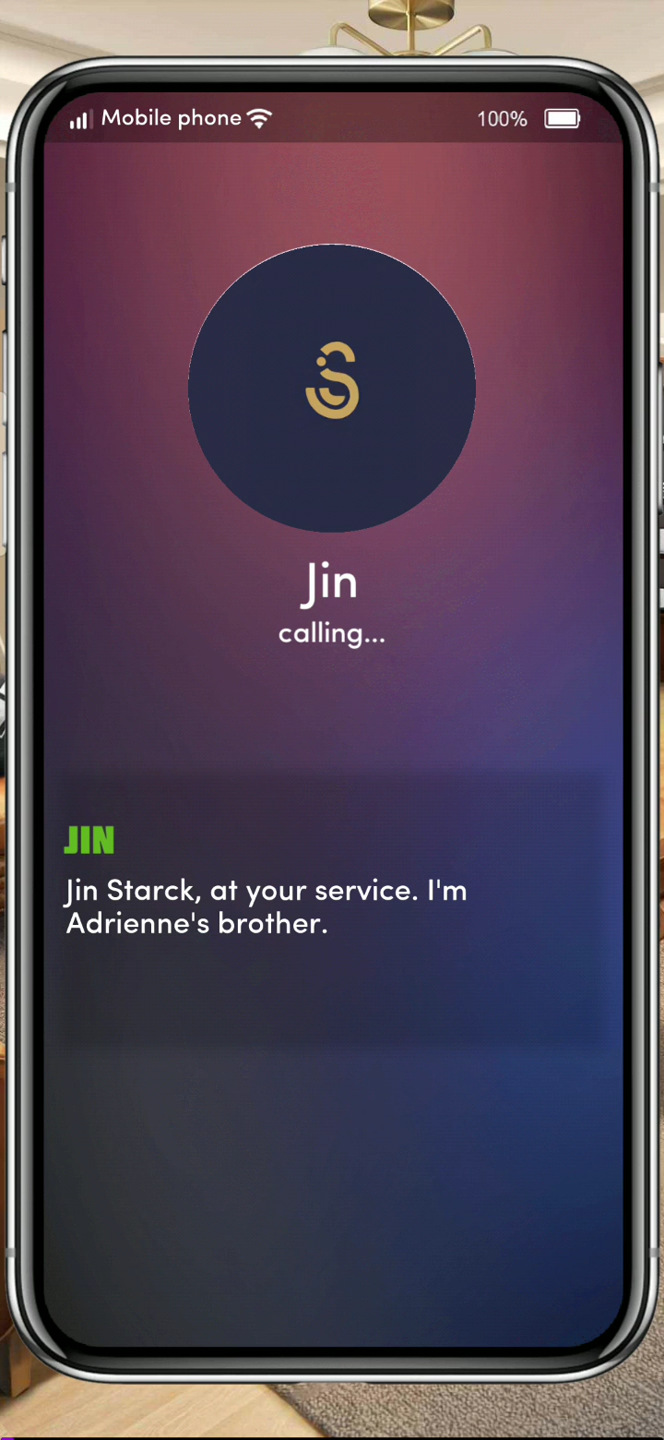 Mobile phone 100%
S
Jin
calling...
JIN
Jin Starck, at your service. I'm
Adrienne's brother.